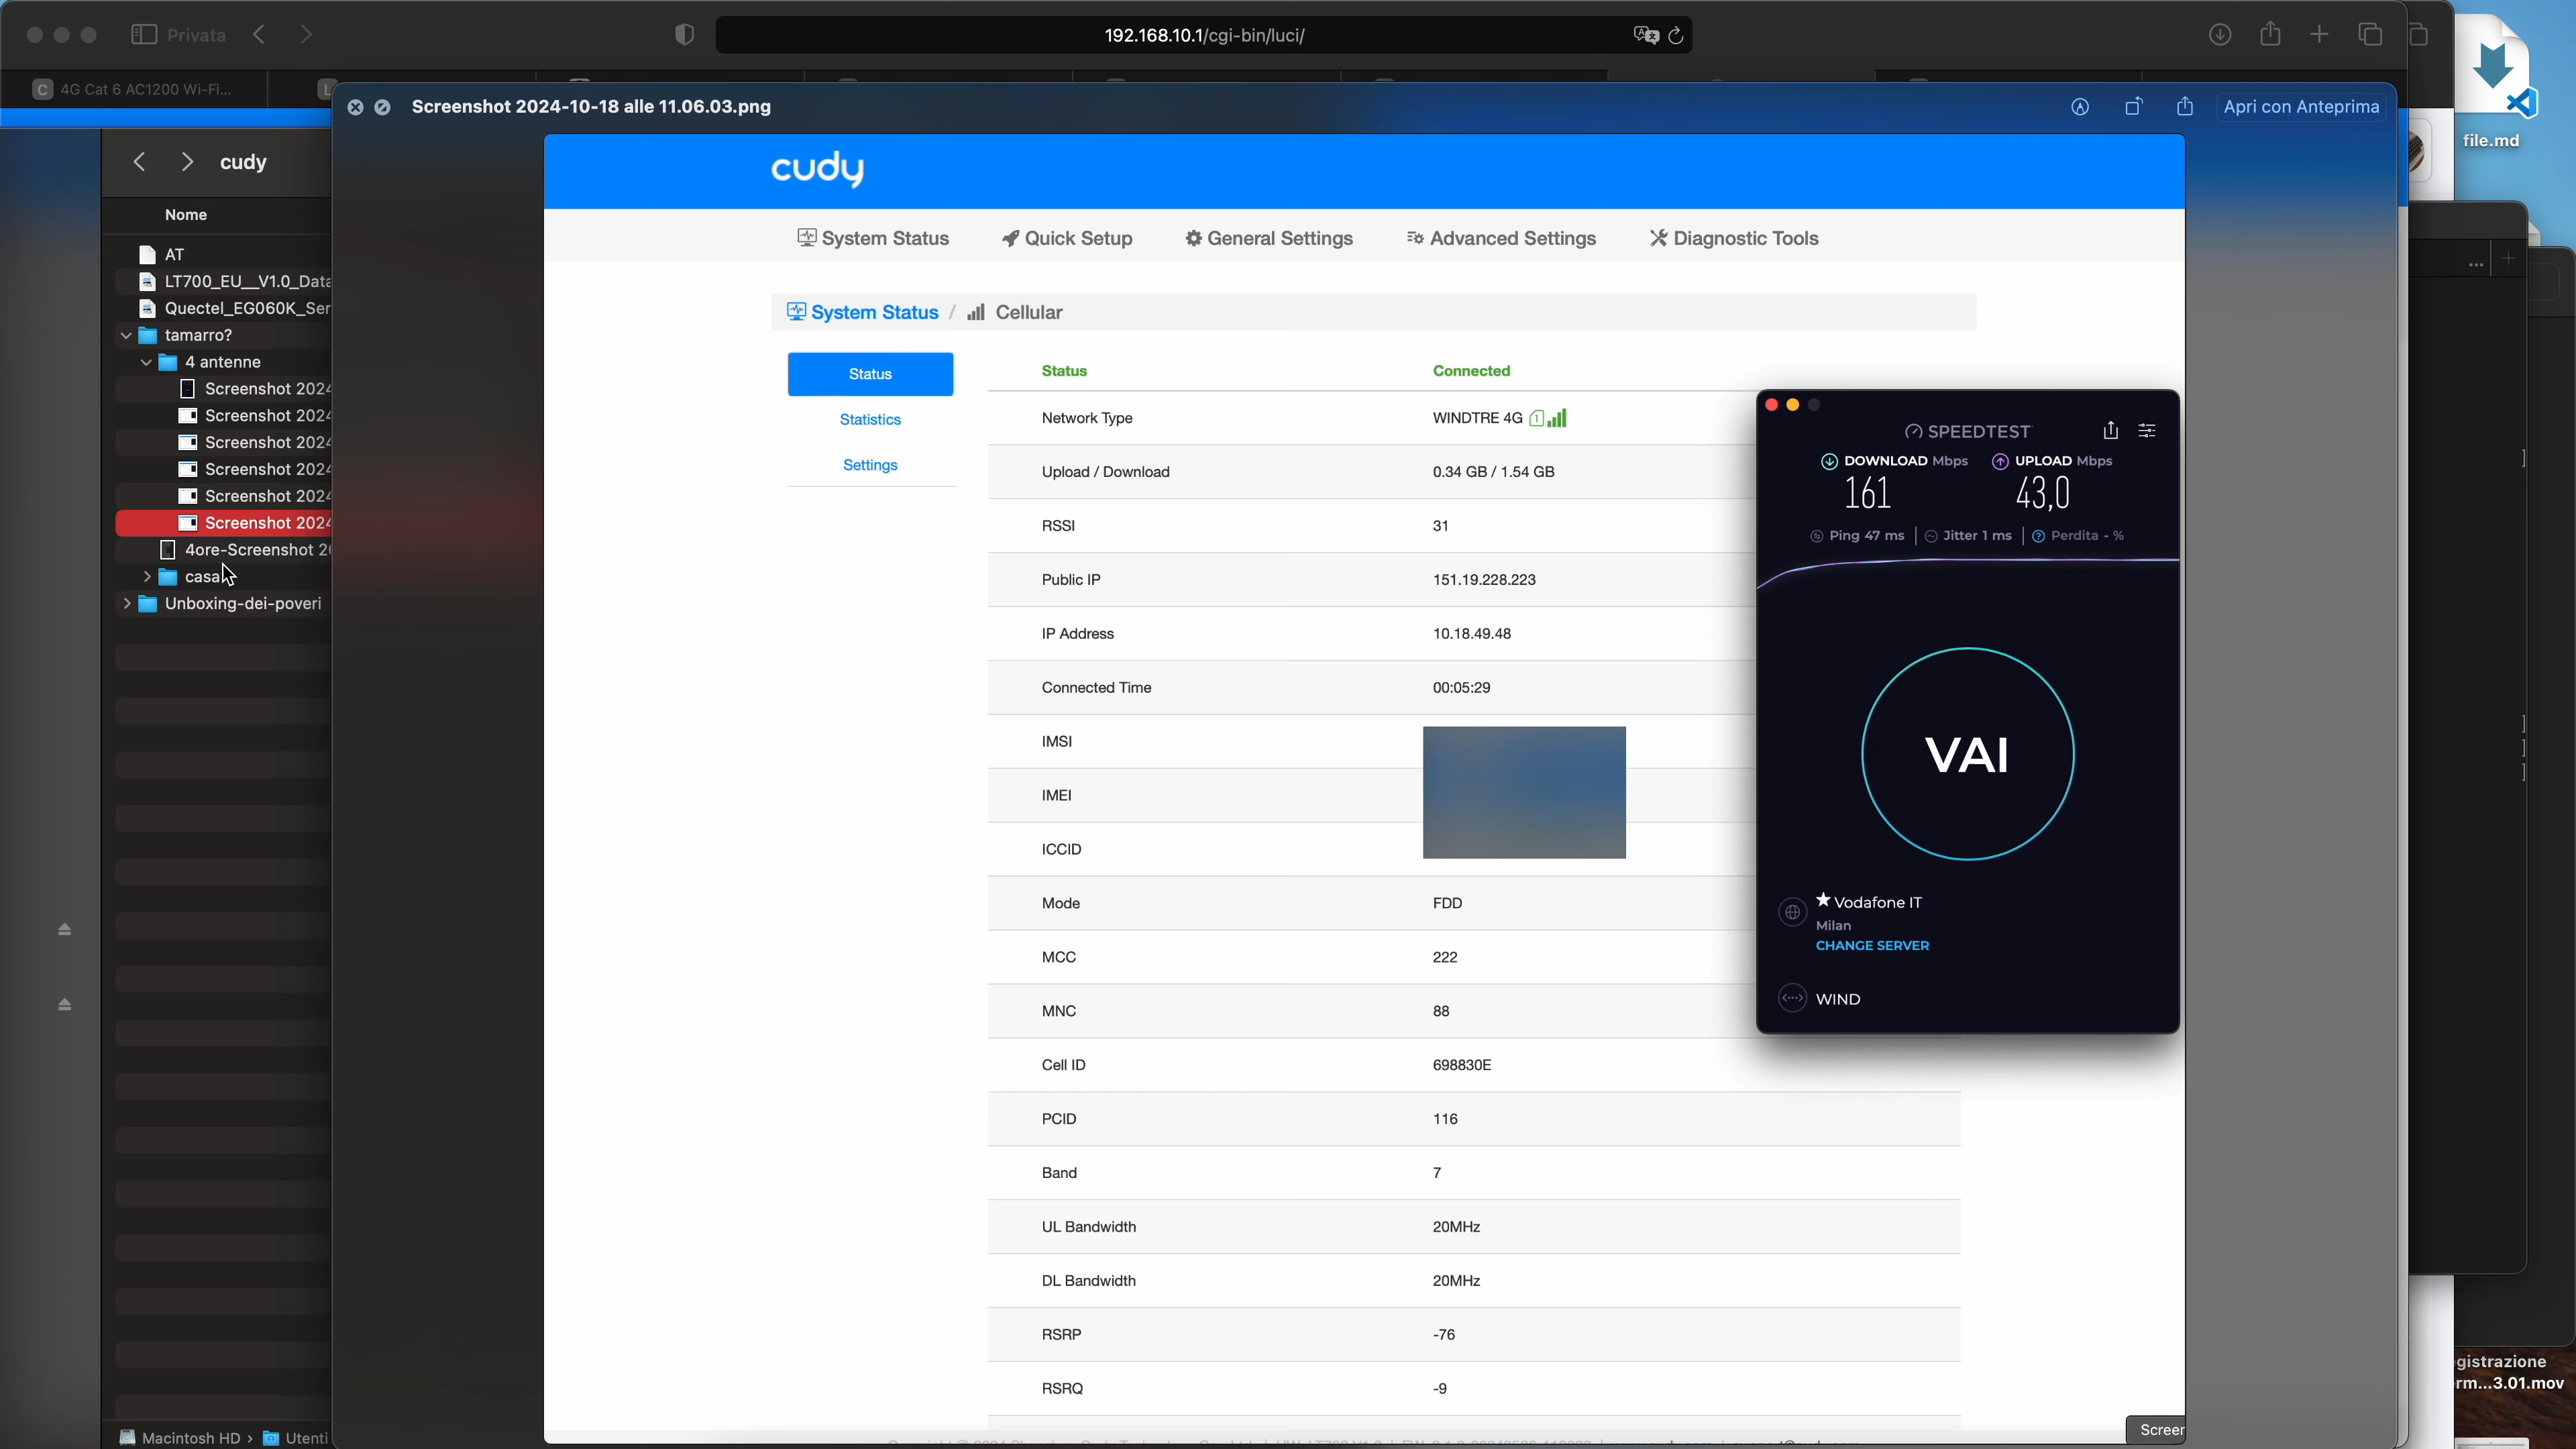 Privata
192.168.10.1/cgi-bin/luci/
C 4G Cat 6 AC1200 Wi-Fi...
L
Screenshot 2024-10-18 alle 11.06.03.png
Apri con Anteprima
file.md
cudy
Nome
AT
LT700_EU__V1.0_Data
Quectel_EG060K_Ser
tamarro?
4 antenne
Screenshot 2024
Screenshot 2024
Screenshot 2024
Screenshot 2024
Screenshot 2024
Screenshot 2024
4ore-Screenshot 20
casa
Unboxing-dei-poveri
Macintosh HD › Utenti
cudy
System Status
Quick Setup
General Settings
Advanced Settings
Diagnostic Tools
System Status / Cellular
Status
Statistics
Settings
Status Connected
Network Type WINDTRE 4G 1
Upload / Download 0.34 GB / 1.54 GB
RSSI 31
Public IP 151.19.228.223
IP Address 10.18.49.48
Connected Time 00:05:29
IMSI
IMEI
ICCID
Mode FDD
MCC 222
MNC 88
Cell ID 698830E
PCID 116
Band 7
UL Bandwidth 20MHz
DL Bandwidth 20MHz
RSRP -76
RSRQ -9
SPEEDTEST
DOWNLOAD Mbps UPLOAD Mbps
161 43,0
Ping 47 ms Jitter 1 ms ? Perdita - %
VAI
Vodafone IT
Milan
CHANGE SERVER
WIND
Screen
egistrazione
erm...3.01.mov